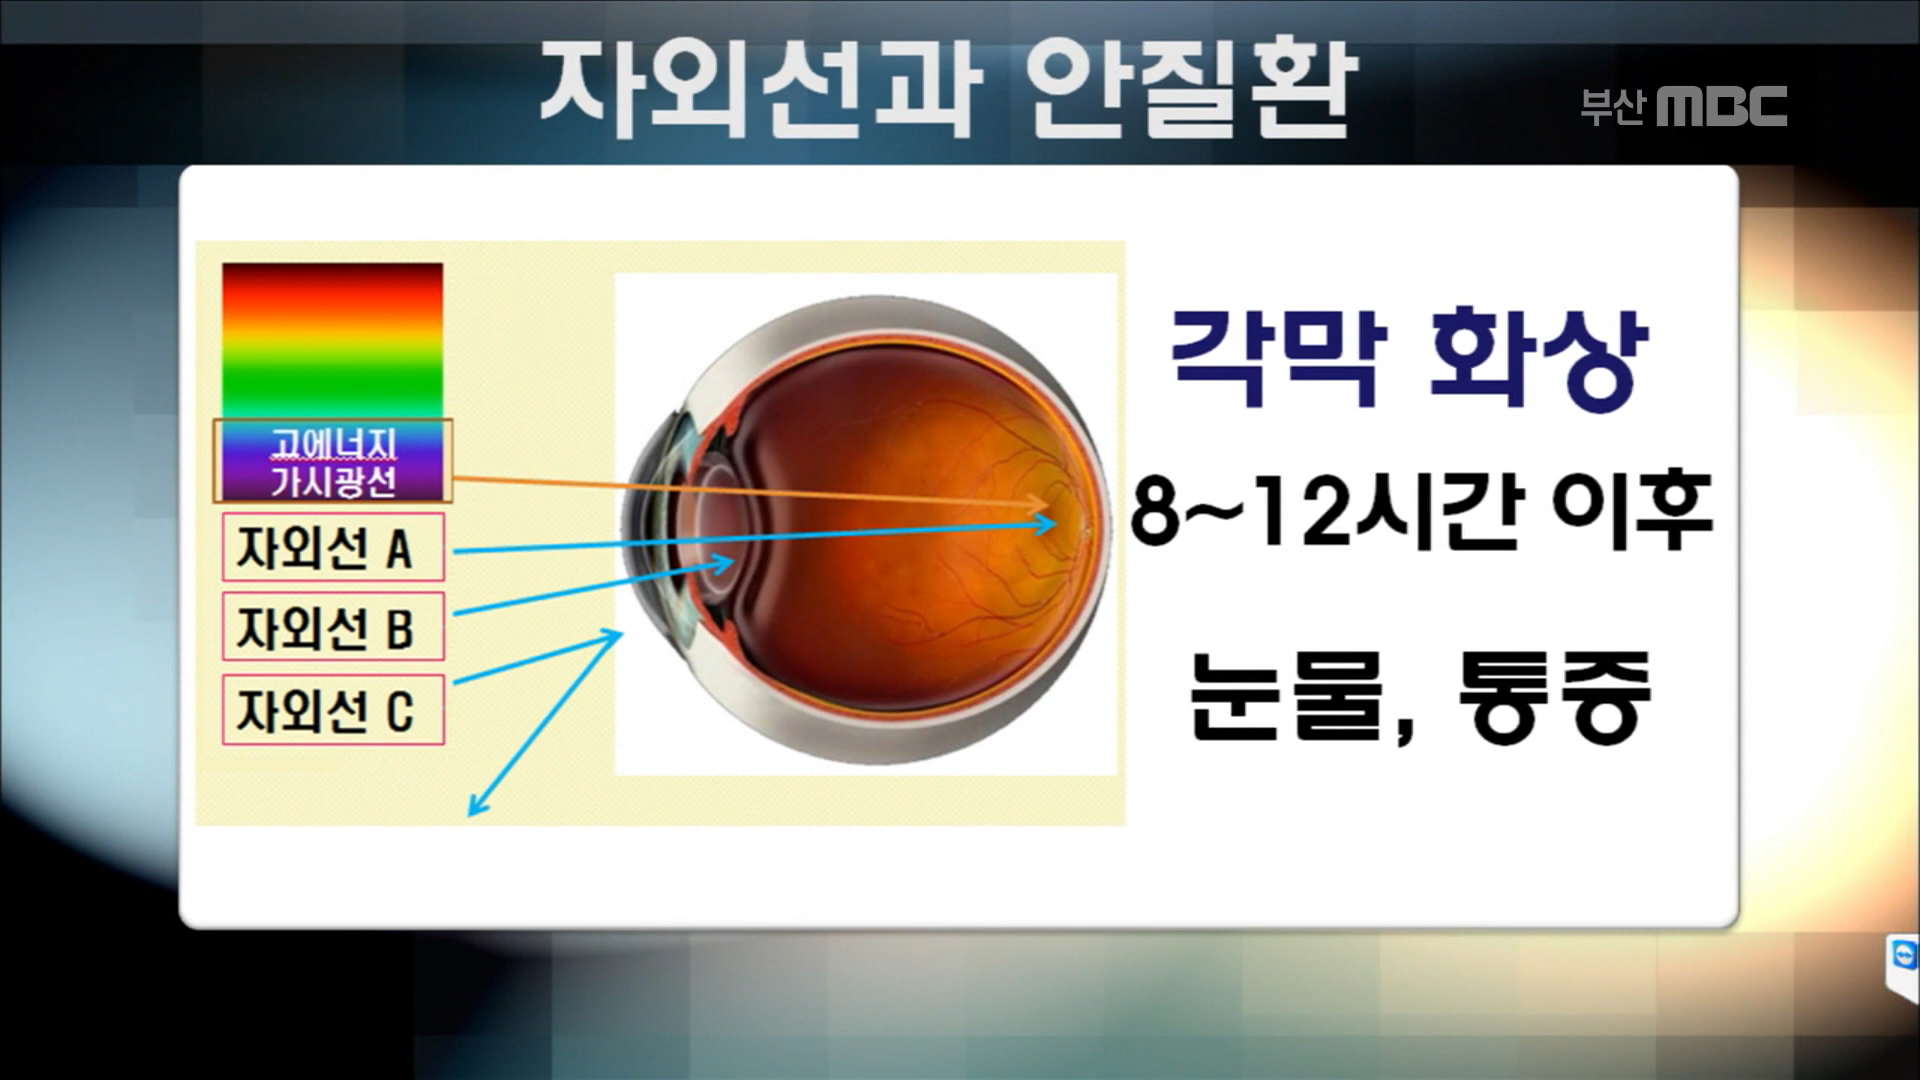 자외선과 안질환
부산 MBC
고에너지
가시광선
자외선 A
자외선 B
자외선 C
각막 화상
8~12시간 이후
눈물, 통증